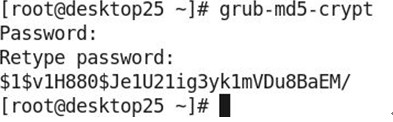 [root@desktop25 ~]# grub-md5-crypt
Password:
Retype password:
$1$v1H880$Je1U21ig3yk1mVDu8BaEM/
[root@desktop25 ~]#